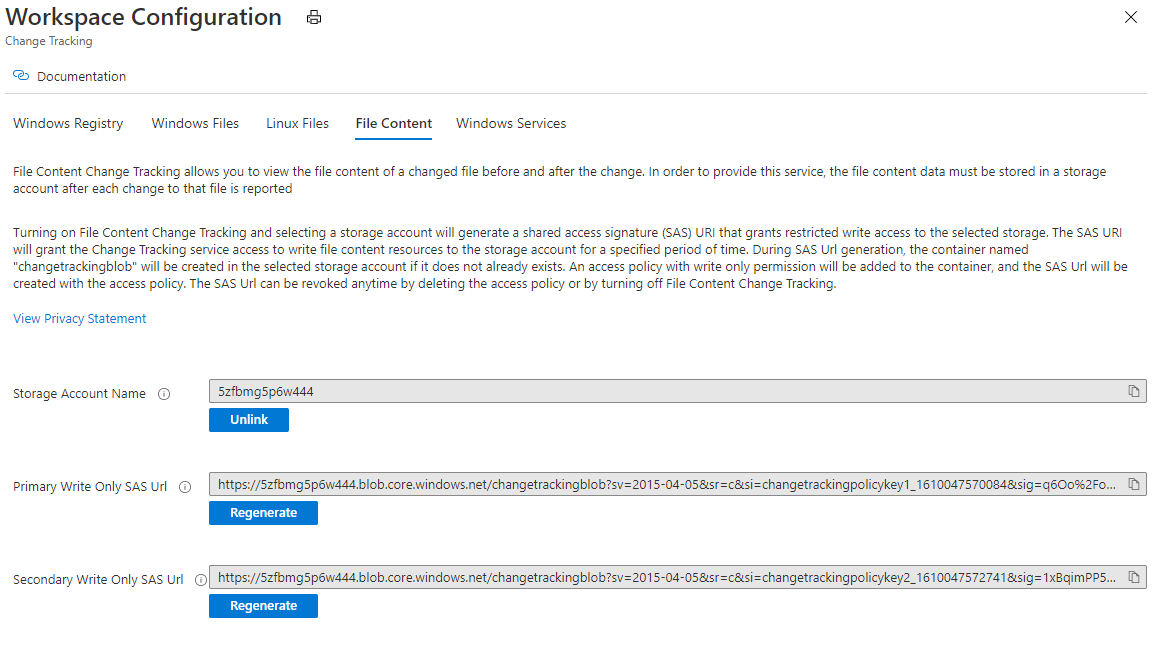 Workspace Configuration
Change Tracking
Documentation
Windows Registry Windows Files Linux Files File Content Windows Services
File Content Change Tracking allows you to view the file content of a changed file before and after the change. In order to provide this service, the file content data must be stored in a storage
account after each change to that file is reported
Turning on File Content Change Tracking and selecting a storage account will generate a shared access signature (SAS) URI that grants restricted write access to the selected storage. The SAS URI
will grant the Change Tracking service access to write file content resources to the storage account for a specified period of time. During SAS Url generation, the container named
"changetrackingblob" will be created in the selected storage account if it does not already exists. An access policy with write only permission will be added to the container, and the SAS Url will be
created with the access policy. The SAS Url can be revoked anytime by deleting the access policy or by turning off File Content Change Tracking.
View Privacy Statement
Storage Account Name 5zfbmg5p6w444
Unlink
Primary Write Only SAS Url https://5zfbmg5p6w444.blob.core.windows.net/changetrackingblob?sv=2015-04-05&sr=c&si=changetrackingpolicykey1_1610047570084&sig=q6Oo%2Fo...
Regenerate
Secondary Write Only SAS Url https://5zfbmg5p6w444.blob.core.windows.net/changetrackingblob?sv=2015-04-05&sr=c&si=changetrackingpolicykey2_1610047572741&sig=1xBqimPP5...
Regenerate